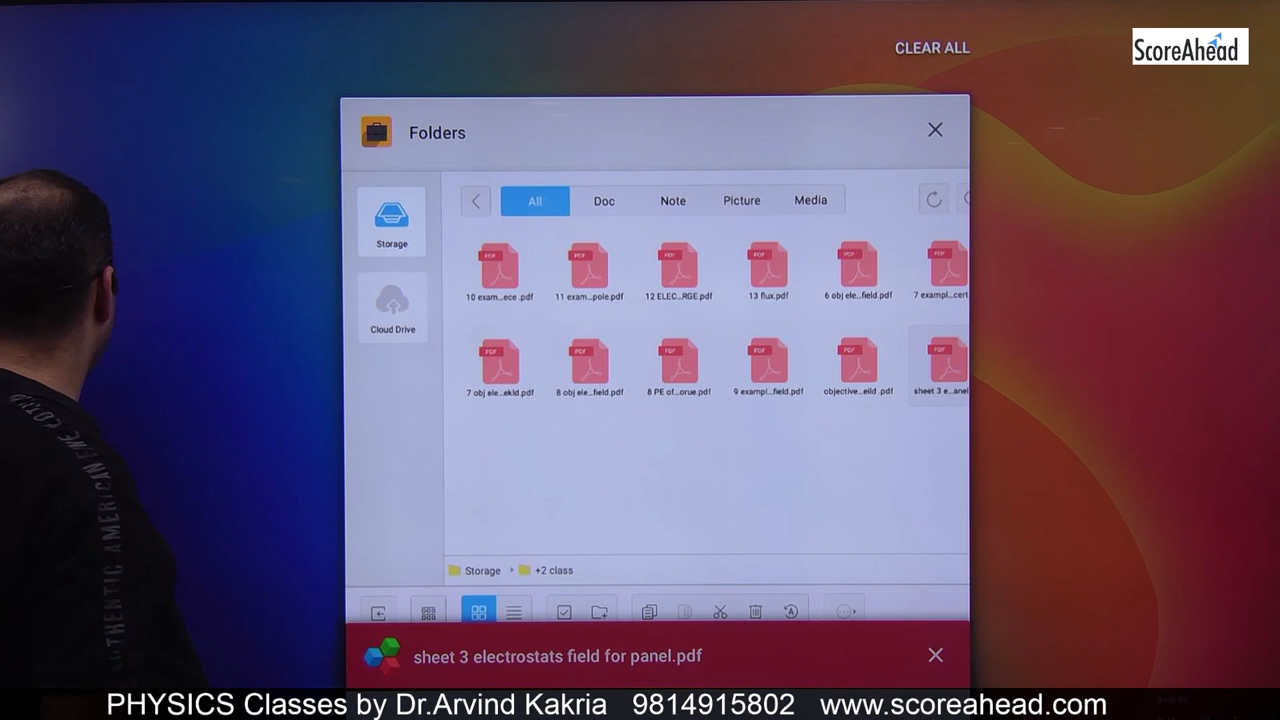 CLEAR ALL
ScoreAhead
Folders
All Doc Note Picture Media
Storage
Cloud Drive
10 exam...ece .pdf 11 exam...pole.pdf 12 ELEC...RGE.pdf 13 flux.pdf 6 obj ele...field.pdf 7 exampl...cert
7 obj ele...ekld.pdf 8 obj ele...field.pdf 8 PE of...orue.pdf 9 exampl...field.pdf objective...eild .pdf sheet 3 e...anel
Storage +2 class
sheet 3 electrostats field for panel.pdf
AUTHENTIC AMERICAN
PHYSICS Classes by Dr.Arvind Kakria 9814915802 www.scoreahead.com